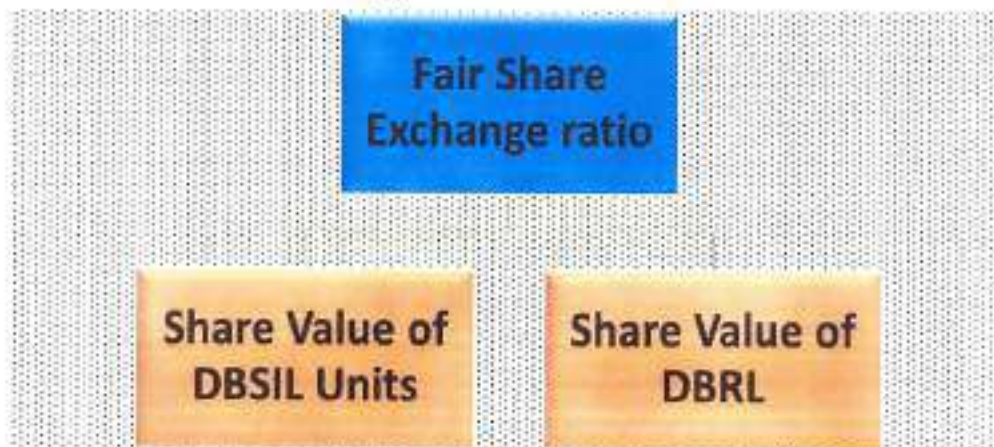 Fair Share
Exchange ratio
Share Value of
DBSIL Units
Share Value of
DBRL